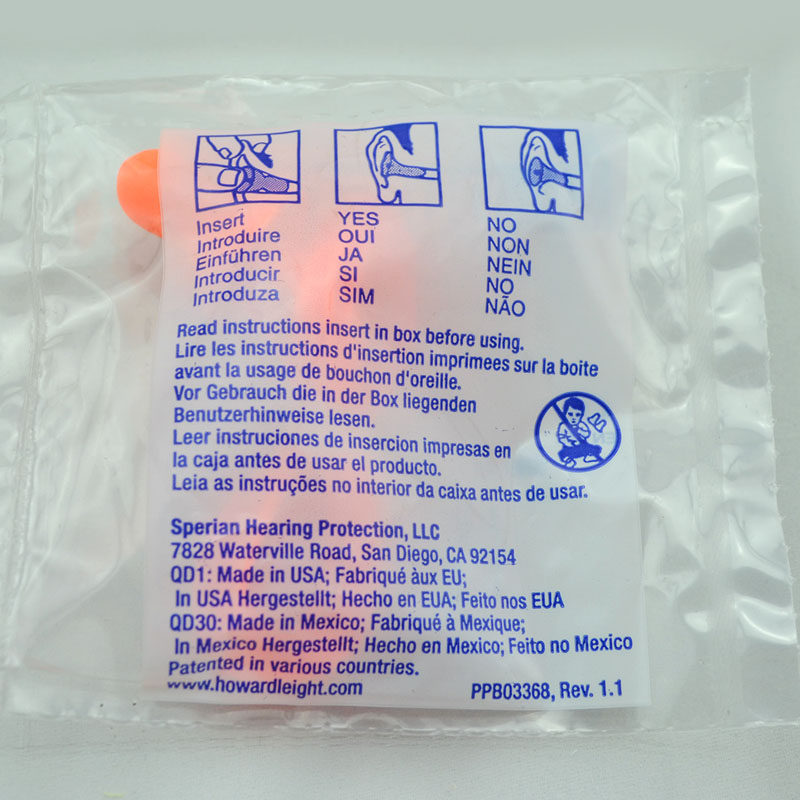 Insert YES NO
Introduire OUI NON
Einführen JA NEIN
Introducir SI NO
Introduza SIM NÃO
Read instructions insert in box before using.
Lire les instructions d'insertion imprimees sur la boite
avant la usage de bouchon d'oreille.
Vor Gebrauch die in der Box liegenden
Benutzerhinweise lesen.
Leer instruciones de insercion impresas en
la caja antes de usar el producto.
Leia as instruções no interior da caixa antes de usar.
Sperian Hearing Protection, LLC
7828 Waterville Road, San Diego, CA 92154
QD1: Made in USA; Fabriqué àux EU;
In USA Hergestellt; Hecho en EUA; Feito nos EUA
QD30: Made in Mexico; Fabriqué à Mexique;
In Mexico Hergestellt; Hecho en Mexico; Feito no Mexico
Patented in various countries.
www.howardleight.com PPB03368, Rev. 1.1